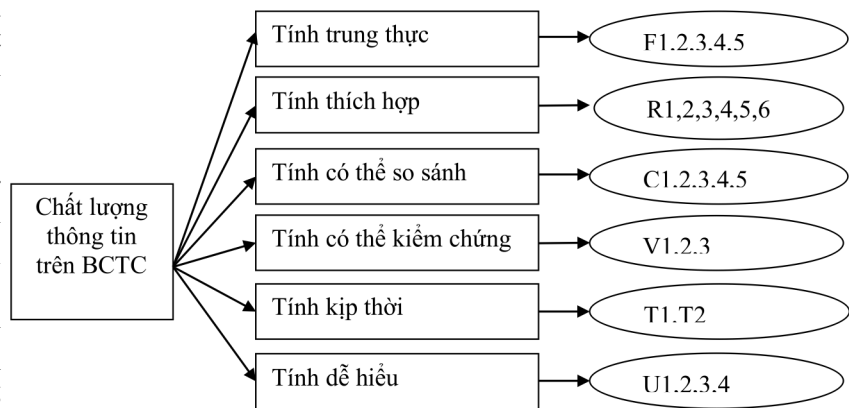 Chất lượng
thông tin
trên BCTC
Tính trung thực
F1,2,3,4,5
Tính thích hợp
R1,2,3,4,5,6
Tính có thể so sánh
C1,2,3,4,5
Tính có thể kiểm chứng
V1,2,3
Tính kịp thời
T1,T2
Tính dễ hiểu
U1,2,3,4